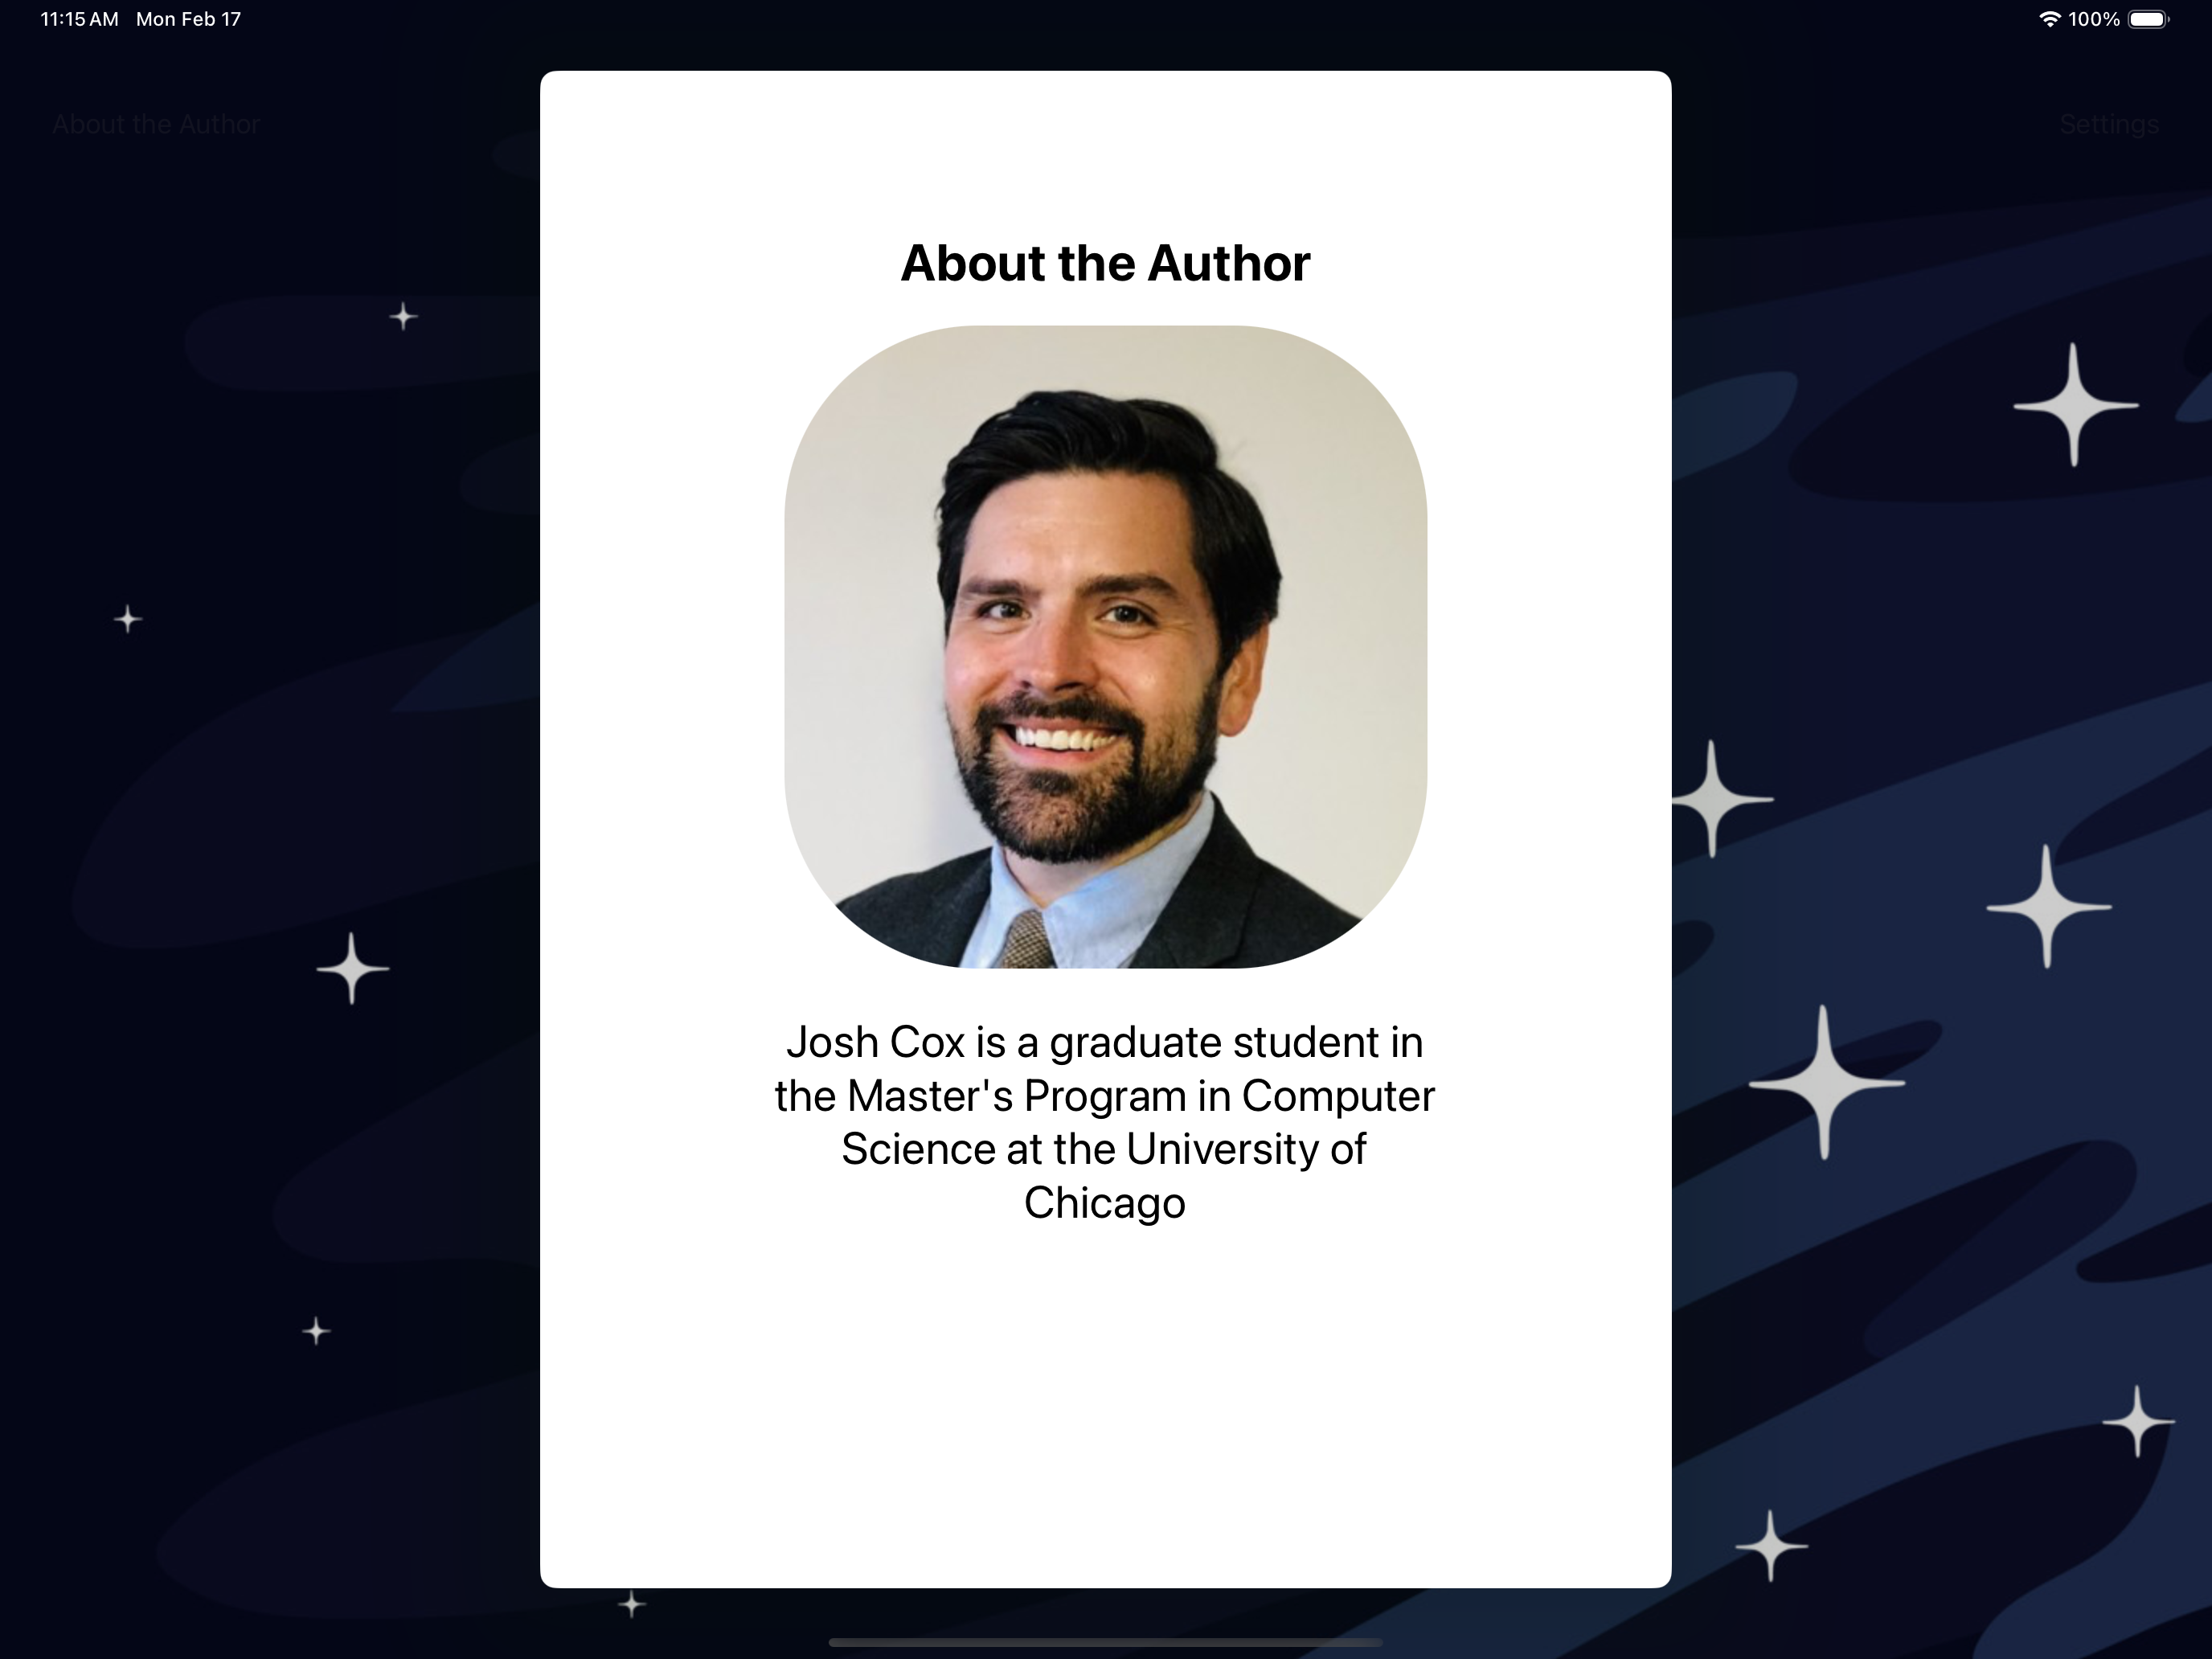 11:15 AM Mon Feb 17
100%
About the Author
Settings
About the Author
Josh Cox is a graduate student in
the Master's Program in Computer
Science at the University of
Chicago